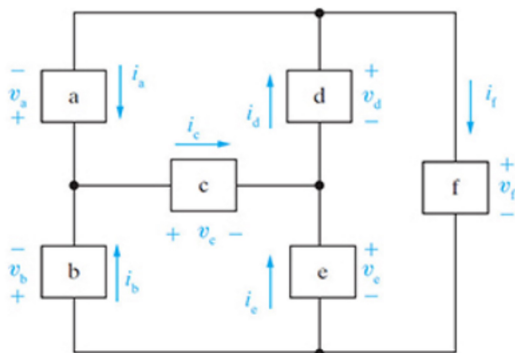 − v_a + a i_a
i_d d + v_d −
i_f
i_c
c
+ v_c −
f + v_f −
− v_b + b i_b
i_e e + v_e −